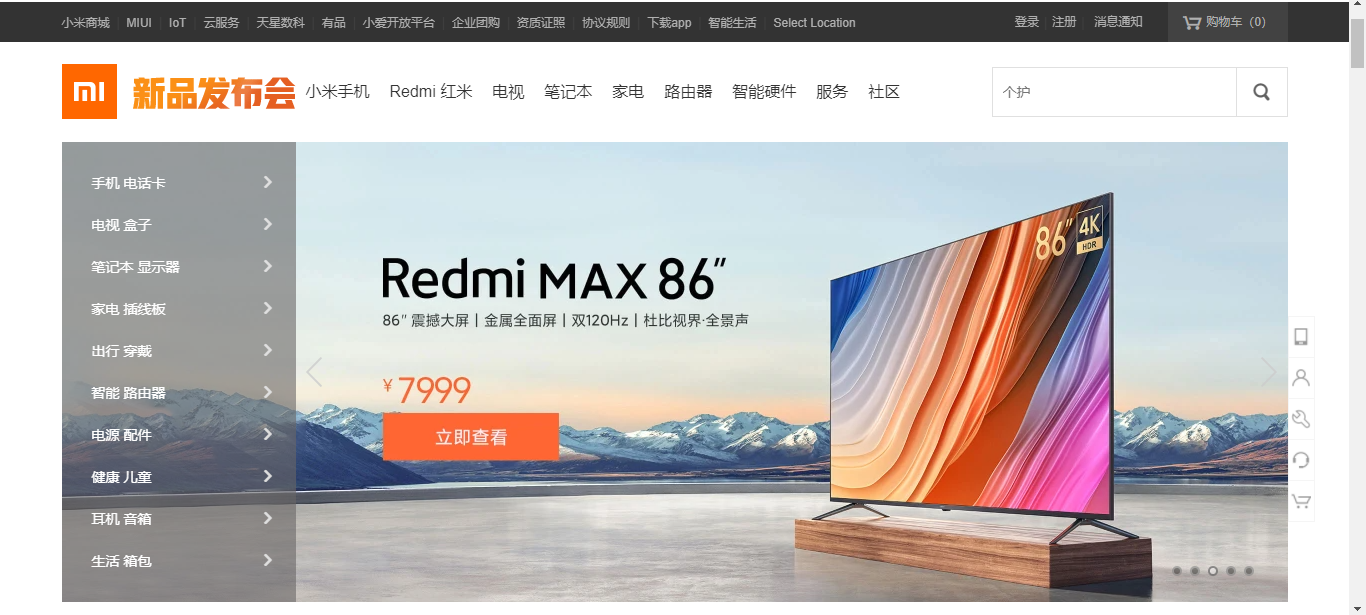 小米商城 MIUI IoT 云服务 天星数科 有品 小爱开放平台 企业团购 资质证照 协议规则 下载app 智能生活 Select Location 登录 注册 消息通知 购物车（0）
mi 新品发布会 小米手机 Redmi 红米 电视 笔记本 家电 路由器 智能硬件 服务 社区 个护
手机 电话卡
电视 盒子
笔记本 显示器
家电 插线板
出行 穿戴
智能 路由器
电源 配件
健康 儿童
耳机 音箱
生活 箱包
Redmi MAX 86”
86” 震撼大屏 | 金属全面屏 | 双120Hz | 杜比视界·全景声
¥ 7999
立即查看
86” 4K
HDR